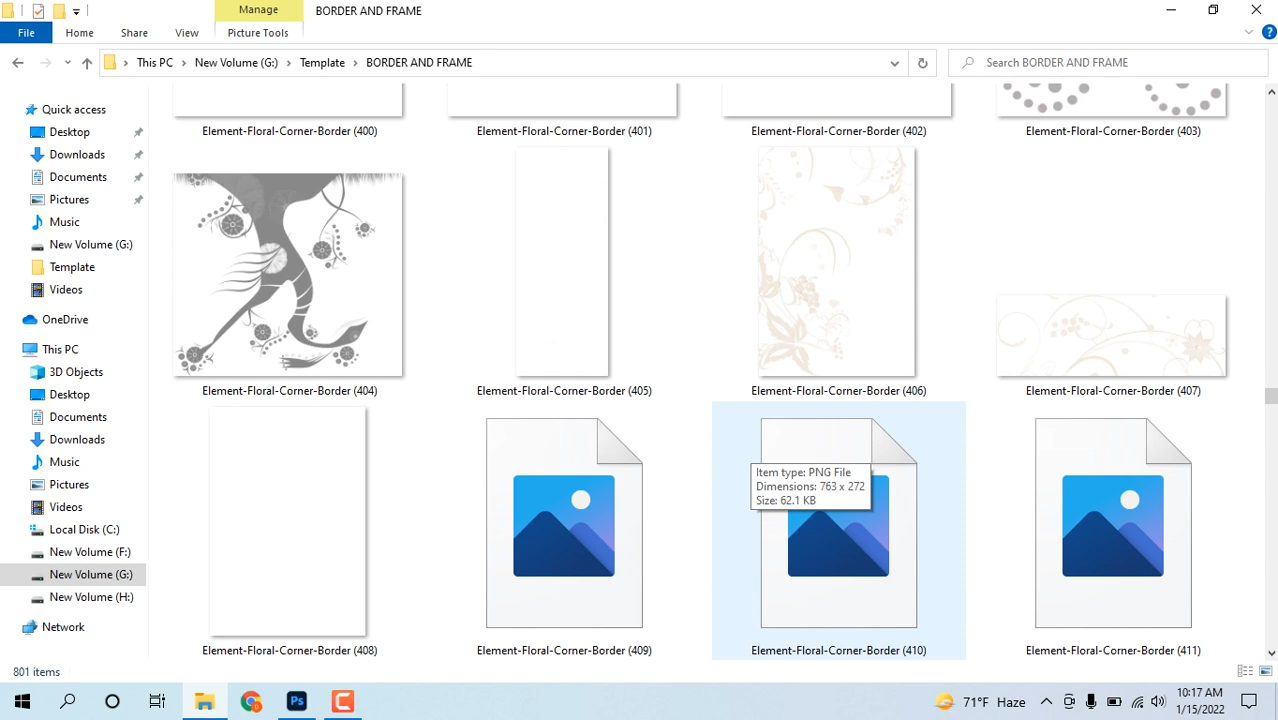 Manage
BORDER AND FRAME
File
Home
Share
View
Picture Tools
This PC
New Volume (G:)
Template
BORDER AND FRAME
Search BORDER AND FRAME
Quick access
Desktop
Downloads
Documents
Pictures
Music
New Volume (G:)
Template
Videos
OneDrive
This PC
3D Objects
Desktop
Documents
Downloads
Music
Pictures
Videos
Local Disk (C:)
New Volume (F:)
New Volume (G:)
New Volume (H:)
Network
Element-Floral-Corner-Border (400)
Element-Floral-Corner-Border (401)
Element-Floral-Corner-Border (402)
Element-Floral-Corner-Border (403)
Element-Floral-Corner-Border (404)
Element-Floral-Corner-Border (405)
Element-Floral-Corner-Border (406)
Element-Floral-Corner-Border (407)
Item type: PNG File
Dimensions: 763 x 272
Size: 62.1 KB
Element-Floral-Corner-Border (408)
Element-Floral-Corner-Border (409)
Element-Floral-Corner-Border (410)
Element-Floral-Corner-Border (411)
801 items
Ps
71°F Haze
10:17 AM
1/15/2022